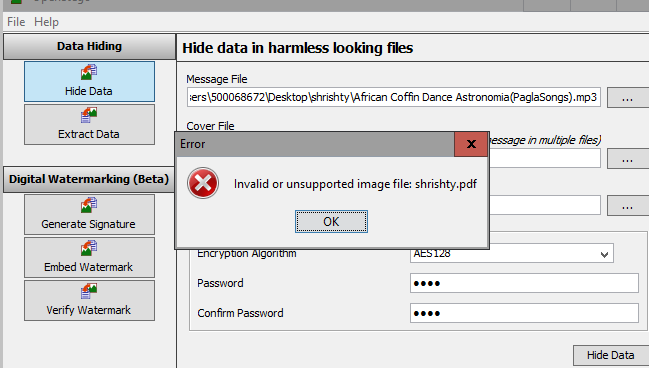 File Help
Data Hiding
Hide Data
Extract Data
Digital Watermarking (Beta)
Generate Signature
Embed Watermark
Verify Watermark
Hide data in harmless looking files
Message File
ers\500068672\Desktop\shrishty\African Coffin Dance Astronomia(PaglaSongs).mp3
...
Cover File
message in multiple files)
...
...
Error
x
Invalid or unsupported image file: shrishty.pdf
OK
Encryption Algorithm
AES128
Password
••••
Confirm Password
••••
Hide Data